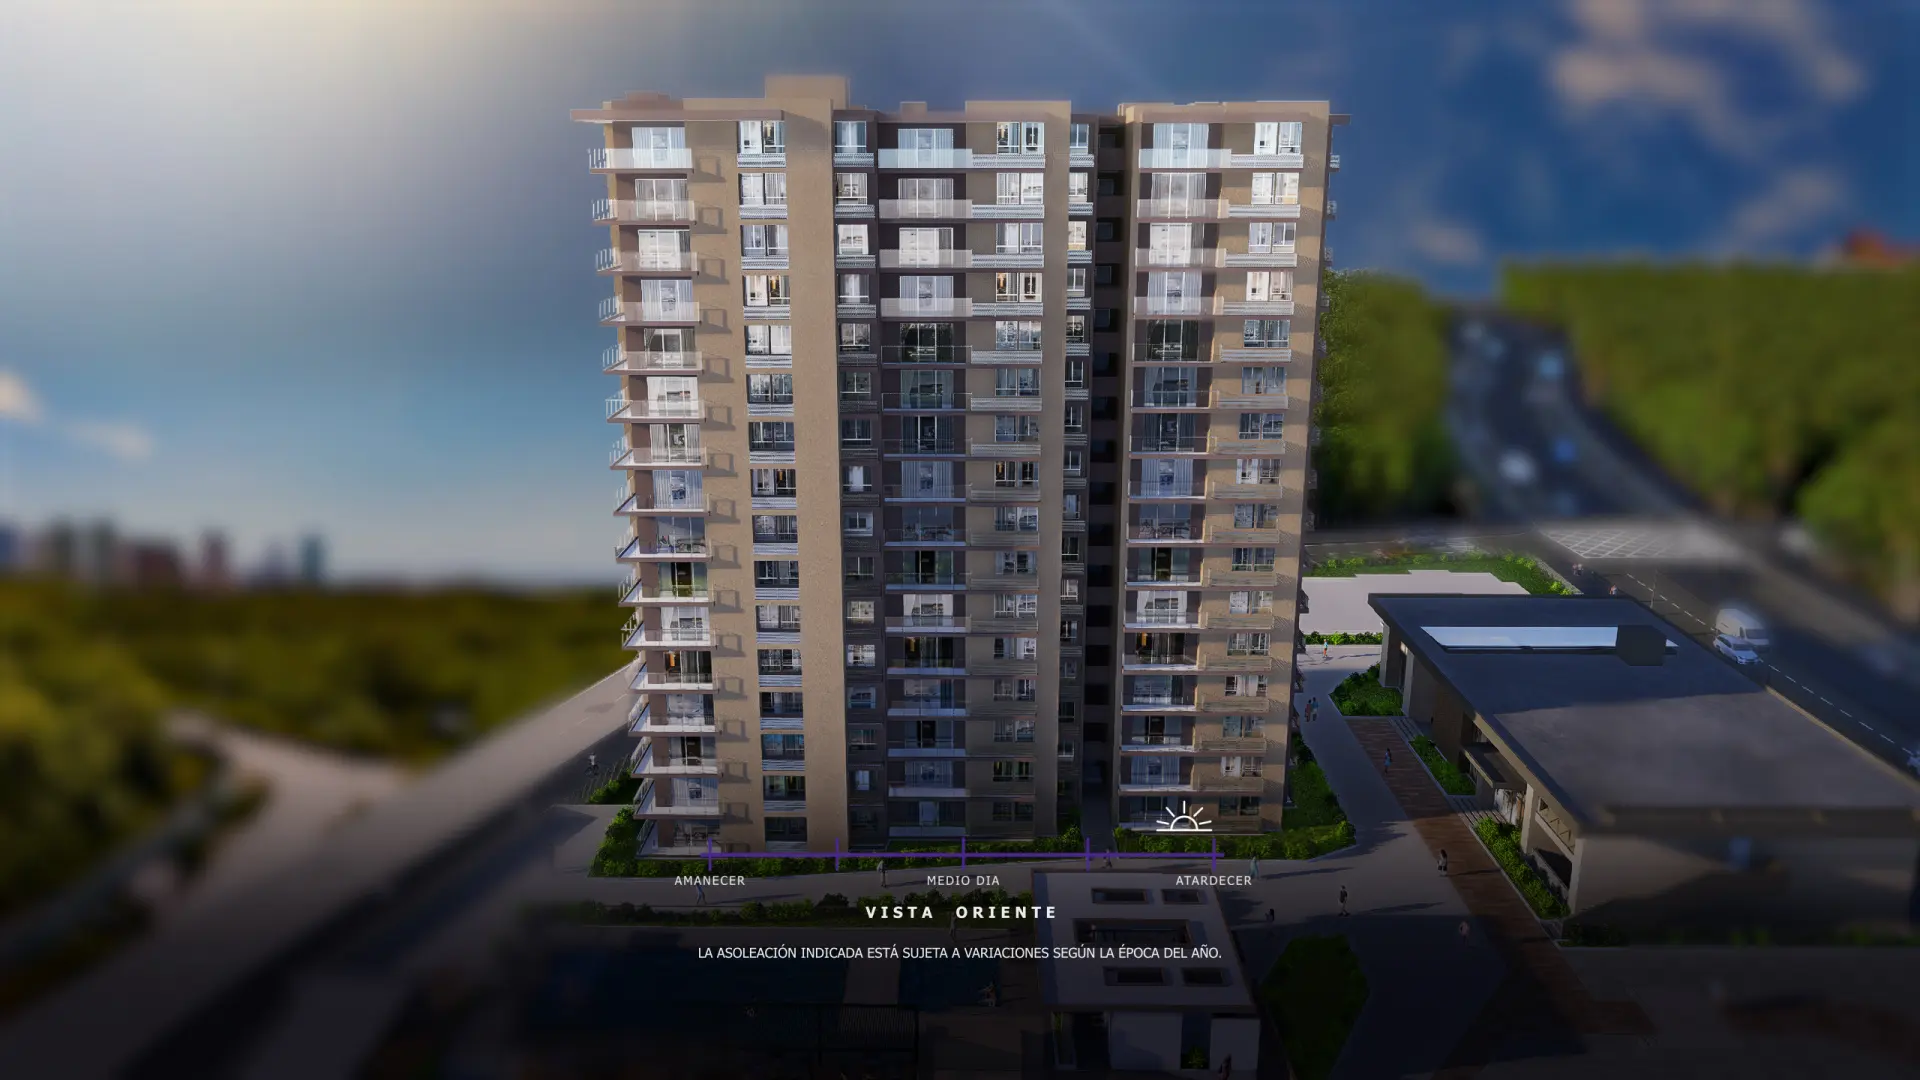 AMANECER MEDIO DIA ATARDECER
VISTA ORIENTE
LA ASOLEACIÓN INDICADA ESTÁ SUJETA A VARIACIONES SEGÚN LA ÉPOCA DEL AÑO.